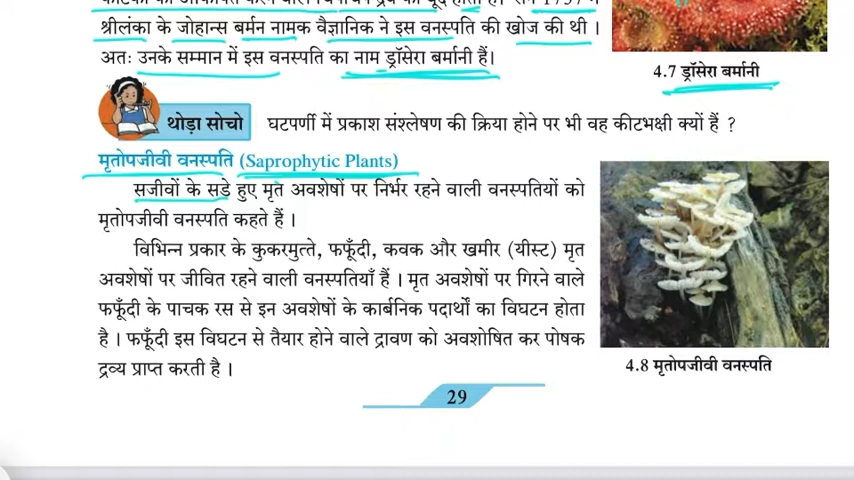 श्रीलंका के जोहान्स बर्मन नामक वैज्ञानिक ने इस वनस्पति की खोज की थी ।
अतः उनके सम्मान में इस वनस्पति का नाम ड्रॉसेरा बर्मानी हैं।
4.7 ड्रॉसेरा बर्मानी
थोड़ा सोचो
घटपर्णी में प्रकाश संश्लेषण की क्रिया होने पर भी वह कीटभक्षी क्यों हैं ?
मृतोपजीवी वनस्पति (Saprophytic Plants)
सजीवों के सड़े हुए मृत अवशेषों पर निर्भर रहने वाली वनस्पतियों को
मृतोपजीवी वनस्पति कहते हैं ।
विभिन्न प्रकार के कुकरमुत्ते, फफूँदी, कवक और खमीर (यीस्ट) मृत
अवशेषों पर जीवित रहने वाली वनस्पतियाँ हैं । मृत अवशेषों पर गिरने वाले
फफूँदी के पाचक रस से इन अवशेषों के कार्बनिक पदार्थों का विघटन होता
है । फफूँदी इस विघटन से तैयार होने वाले द्रावण को अवशोषित कर पोषक
द्रव्य प्राप्त करती है ।
4.8 मृतोपजीवी वनस्पति
29